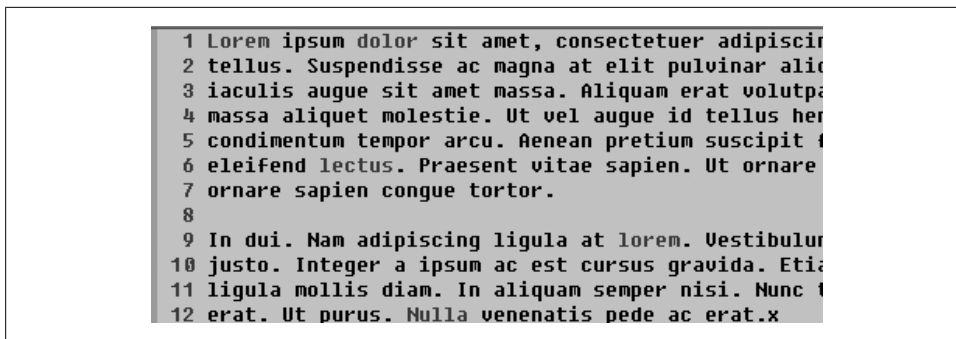 1 Lorem ipsum dolor sit amet, consectetuer adipiscin
2 tellus. Suspendisse ac magna at elit pulvinar alic
3 iaculis augue sit amet massa. Aliquam erat volutpa
4 massa aliquet molestie. Ut vel augue id tellus hen
5 condimentum tempor arcu. Aenean pretium suscipit
6 eleifend lectus. Praesent vitae sapien. Ut ornare
7 ornare sapien congue tortor.
8
9 In dui. Nam adipiscing ligula at lorem. Vestibulum
10 justo. Integer a ipsum ac est cursus gravida. Etia
11 ligula mollis diam. In aliquam semper nisi. Nunc
12 erat. Ut purus. Nulla venenatis pede ac erat.x